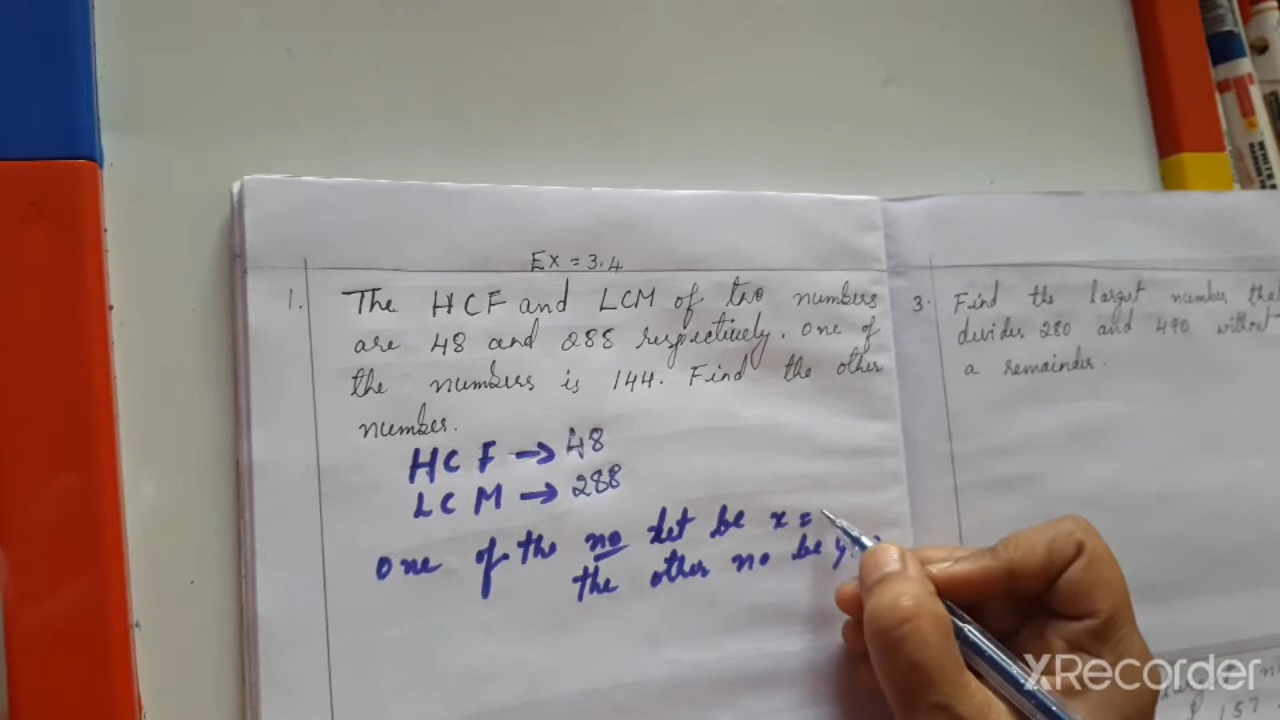 Ex = 3.4
1. The HCF and LCM of two numbers
are 48 and 288 respectively. One of
the numbers is 144. Find the other
number.
HCF → 48
LCM → 288
One of the no let be x =
the other no be y
3. Find the largest number that
divides 280 and 490 without
a remainder.
157
XRecorder